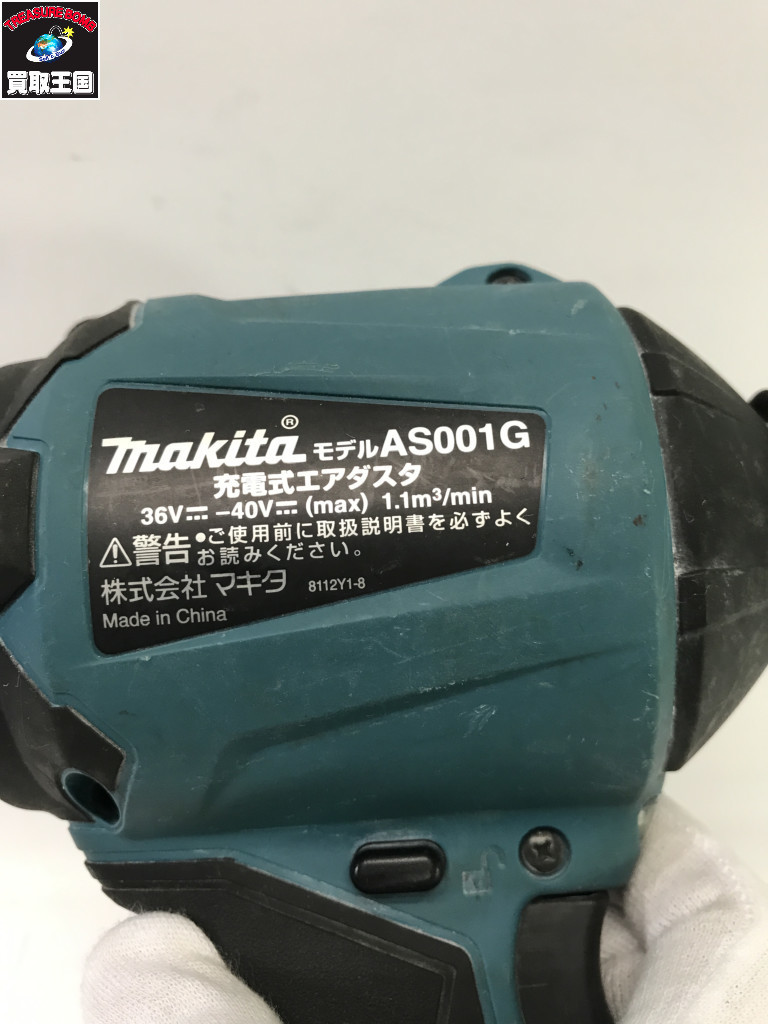 TREASURE BOMB
買取王国
makita® モデルAS001G
充電式エアダスタ
36V⎓ –40V⎓ (max) 1.1m³/min
⚠警告 •ご使用前に取扱説明書を必ずよく
お読みください。
株式会社マキタ 8112Y1-8
Made in China